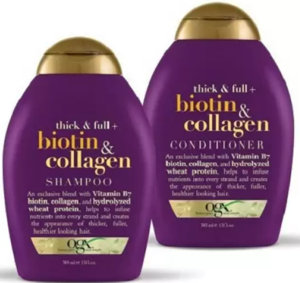 thick & full +
biotin
&
collagen
SHAMPOO
An exclusive blend with Vitamin B7
biotin, collagen, and hydrolyzed
wheat protein, helps to infuse
nutrients into every strand and creates
the appearance of thicker, fuller,
healthier looking hair.
ogx
thick & full +
biotin
&
collagen
CONDITIONER
An exclusive blend with Vitamin B7
biotin, collagen, and hydrolyzed
wheat protein, helps to infuse
nutrients into every strand and creates
the appearance of thicker, fuller,
healthier looking hair.
ogx